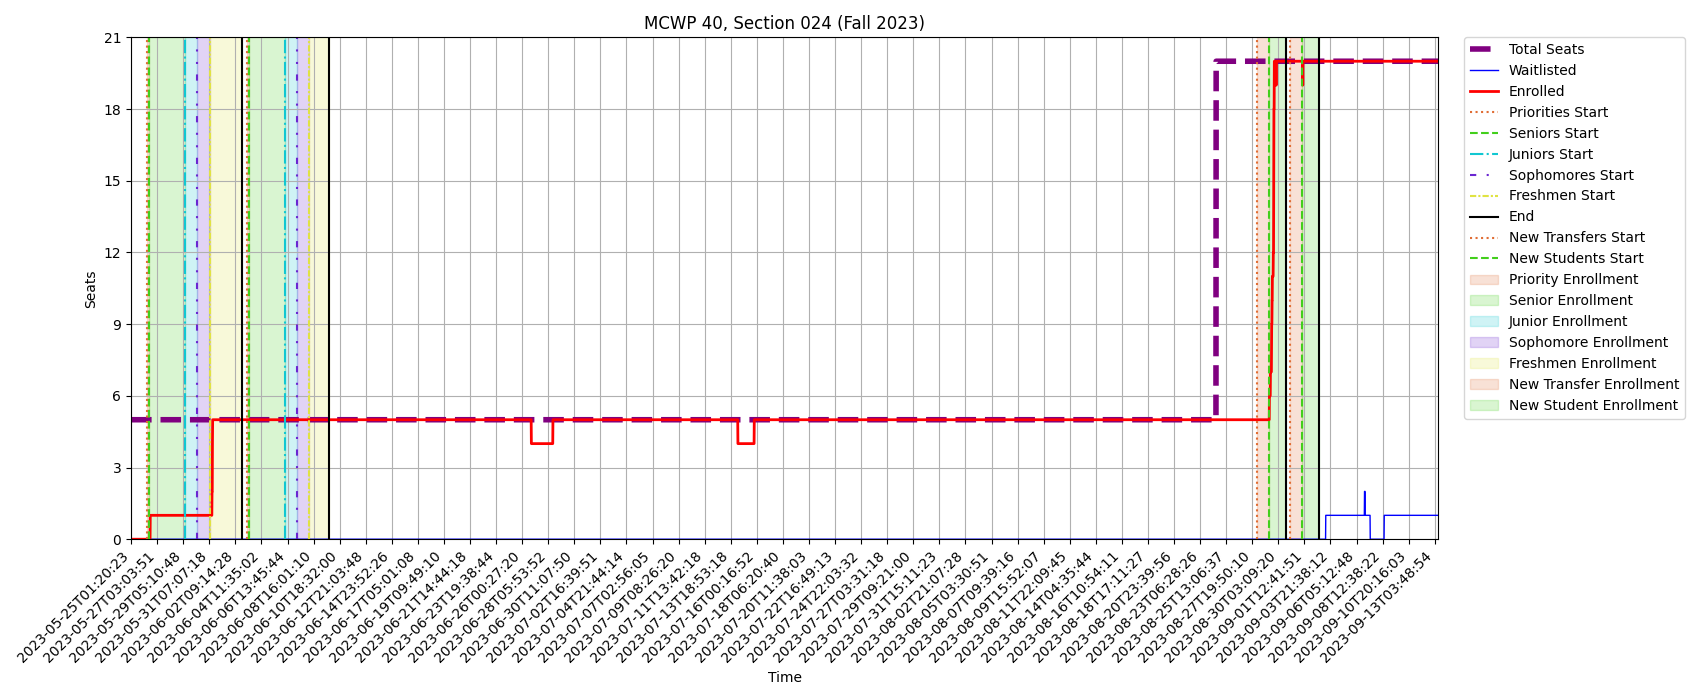 MCWP 40, Section 024 (Fall 2023)
21
18
15
12
9
6
3
0
Seats
2023-05-25T01:20:23
2023-05-27T03:03:51
2023-05-29T05:10:48
2023-05-31T07:07:18
2023-06-02T09:14:28
2023-06-04T11:35:02
2023-06-06T13:45:44
2023-06-08T16:01:10
2023-06-10T18:32:00
2023-06-12T21:03:48
2023-06-14T23:52:26
2023-06-17T05:01:08
2023-06-19T09:49:10
2023-06-21T14:44:18
2023-06-23T19:38:44
2023-06-26T00:27:20
2023-06-28T05:53:52
2023-06-30T11:07:50
2023-07-02T16:39:51
2023-07-04T21:44:14
2023-07-07T02:56:05
2023-07-09T08:26:20
2023-07-11T13:42:18
2023-07-13T18:53:18
2023-07-16T00:16:52
2023-07-18T06:20:40
2023-07-20T11:38:03
2023-07-22T16:49:13
2023-07-24T22:03:32
2023-07-27T03:31:18
2023-07-29T09:21:00
2023-07-31T15:11:23
2023-08-02T21:07:28
2023-08-05T03:30:51
2023-08-07T09:39:16
2023-08-09T15:52:07
2023-08-11T22:09:45
2023-08-14T04:35:44
2023-08-16T10:54:11
2023-08-18T17:11:27
2023-08-20T23:39:56
2023-08-23T06:28:26
2023-08-25T13:06:37
2023-08-27T19:50:10
2023-08-30T03:09:20
2023-09-01T12:41:51
2023-09-03T21:38:12
2023-09-06T05:12:48
2023-09-08T12:38:22
2023-09-10T20:16:03
2023-09-13T03:48:54
Time
Total Seats
Waitlisted
Enrolled
Priorities Start
Seniors Start
Juniors Start
Sophomores Start
Freshmen Start
End
New Transfers Start
New Students Start
Priority Enrollment
Senior Enrollment
Junior Enrollment
Sophomore Enrollment
Freshmen Enrollment
New Transfer Enrollment
New Student Enrollment